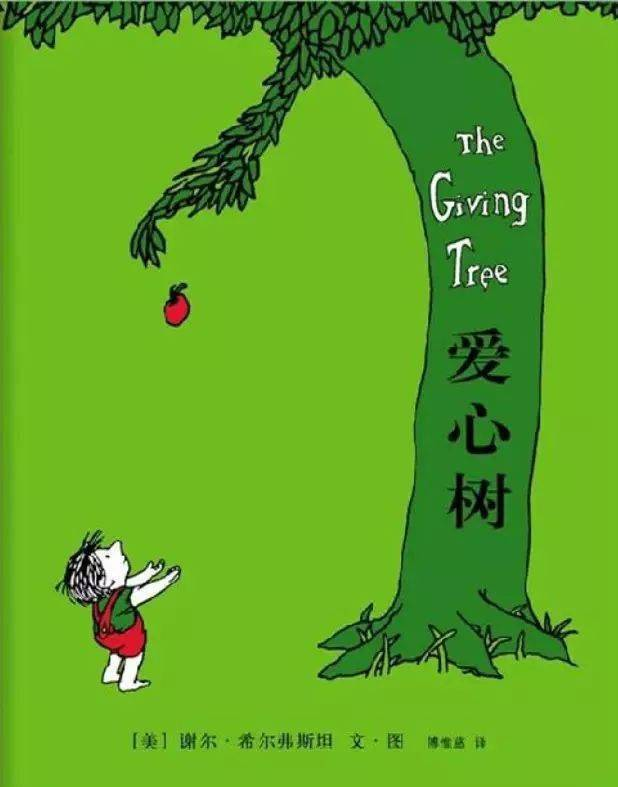 The
Giving
Tree
爱
心
树
[美] 谢尔·希尔弗斯坦 文·图 傅惟慈 译